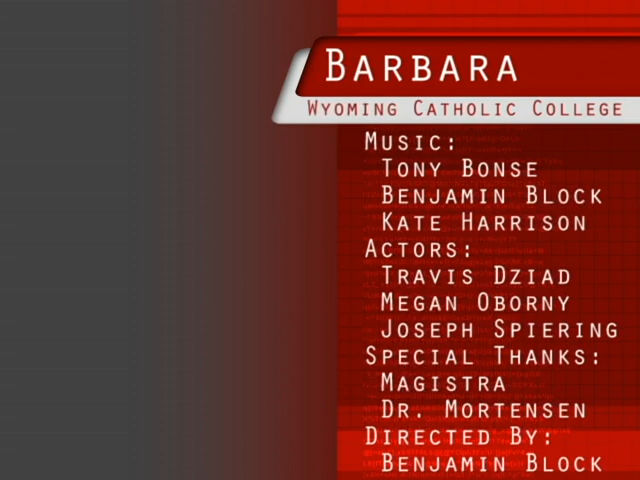 Barbara
Wyoming Catholic College
Music:
Tony Bonse
Benjamin Block
Kate Harrison
Actors:
Travis Dziad
Megan Oborny
Joseph Spiering
Special Thanks:
Magistra
Dr. Mortensen
Directed By:
Benjamin Block